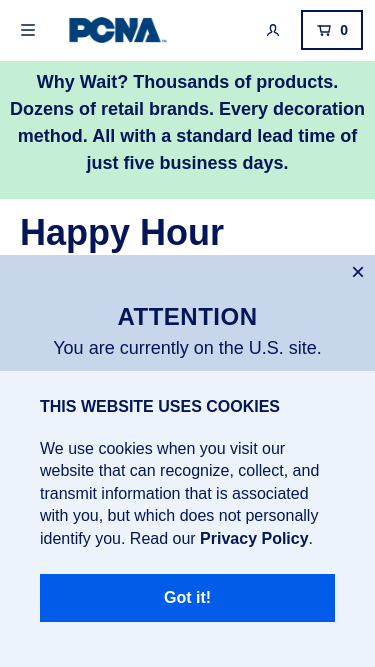 PCNA
0
Why Wait? Thousands of products.
Dozens of retail brands. Every decoration
method. All with a standard lead time of
just five business days.
Happy Hour
ATTENTION
You are currently on the U.S. site.
THIS WEBSITE USES COOKIES
We use cookies when you visit our
website that can recognize, collect, and
transmit information that is associated
with you, but which does not personally
identify you. Read our Privacy Policy.
Got it!